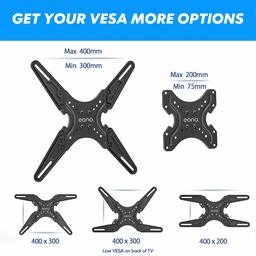 GET YOUR VESA MORE OPTIONS
Max 400mm
Min 300mm
Max 200mm
Min 75mm
eono
eono
400 x 300
400 x 300
400 x 200
Low VESA on back of TV